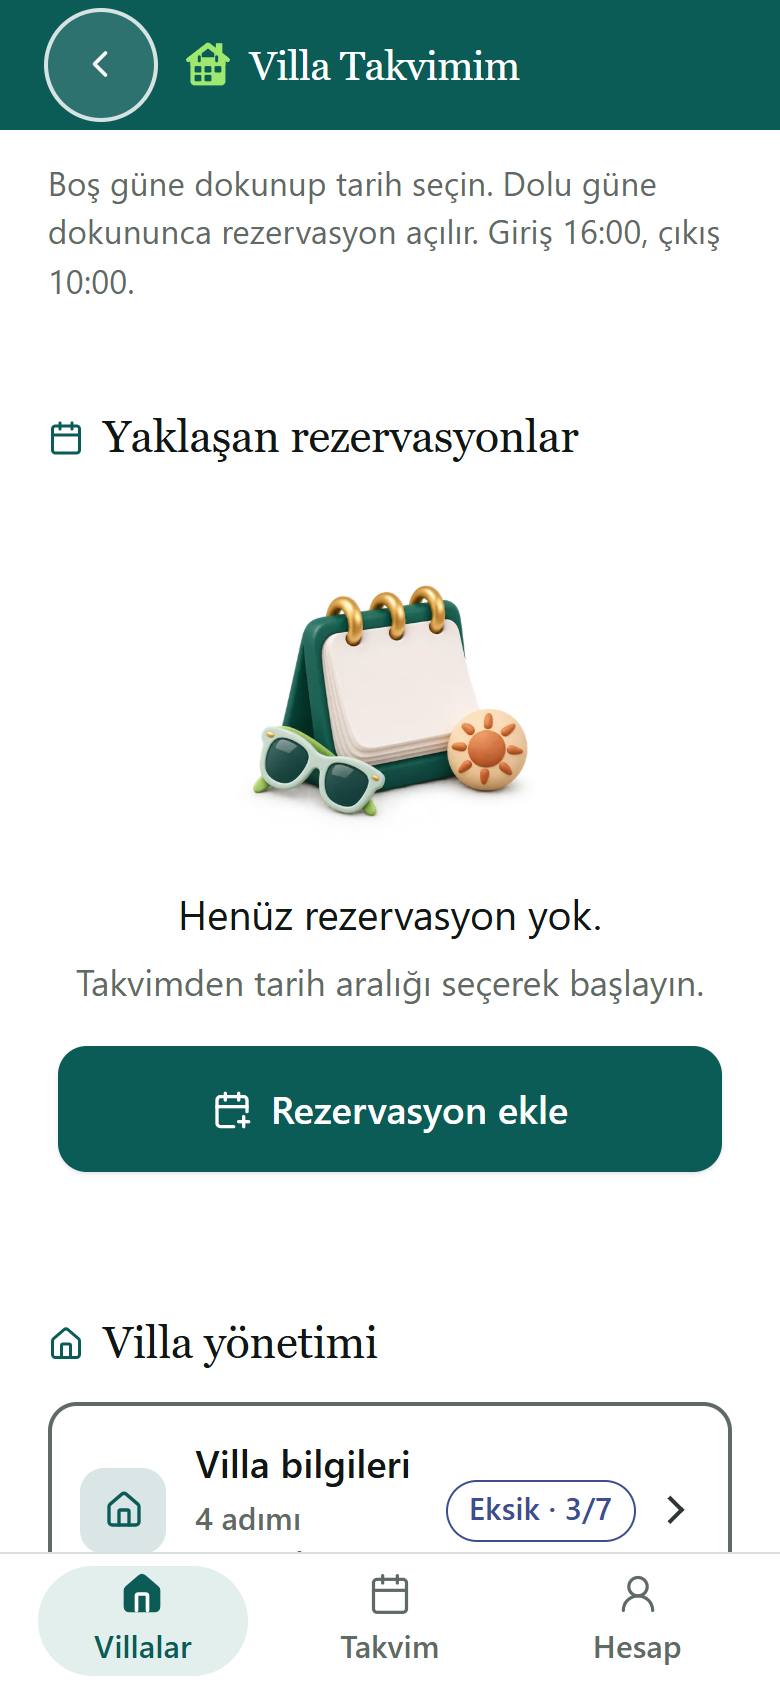 Villa Takvimim
Boş güne dokunup tarih seçin. Dolu güne
dokununca rezervasyon açılır. Giriş 16:00, çıkış
10:00.
Yaklaşan rezervasyonlar
Henüz rezervasyon yok.
Takvimden tarih aralığı seçerek başlayın.
Rezervasyon ekle
Villa yönetimi
Villa bilgileri
4 adımı
Eksik · 3/7
Villalar
Takvim
Hesap